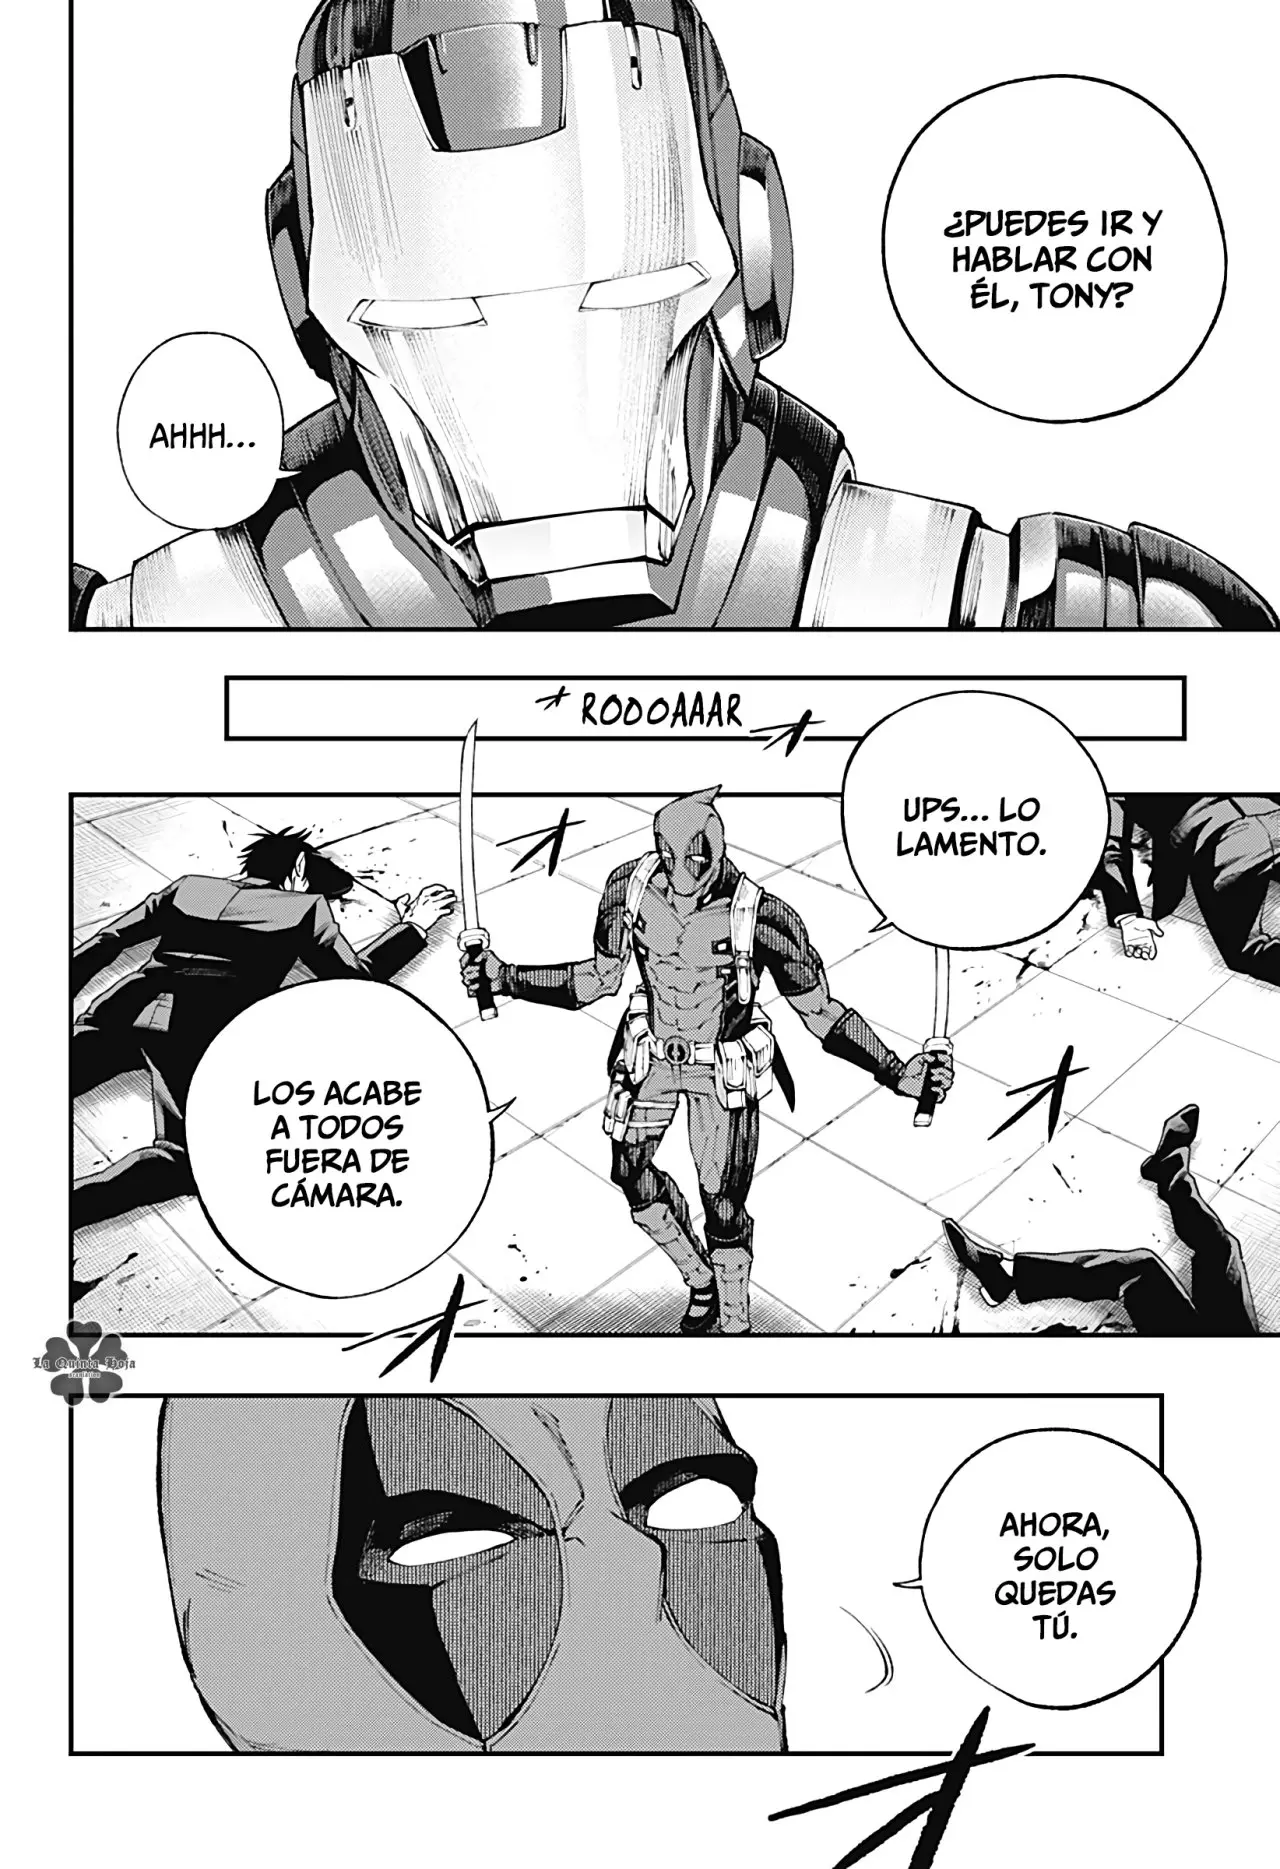 ¿PUEDES IR Y
HABLAR CON
ÉL, TONY?
AHHH...
RODOAAAR
UPS... LO
LAMENTO.
LOS ACABE
A TODOS
FUERA DE
CÁMARA.
La Quinta Hoja
scanlation
AHORA,
SOLO
QUEDAS
TÚ.